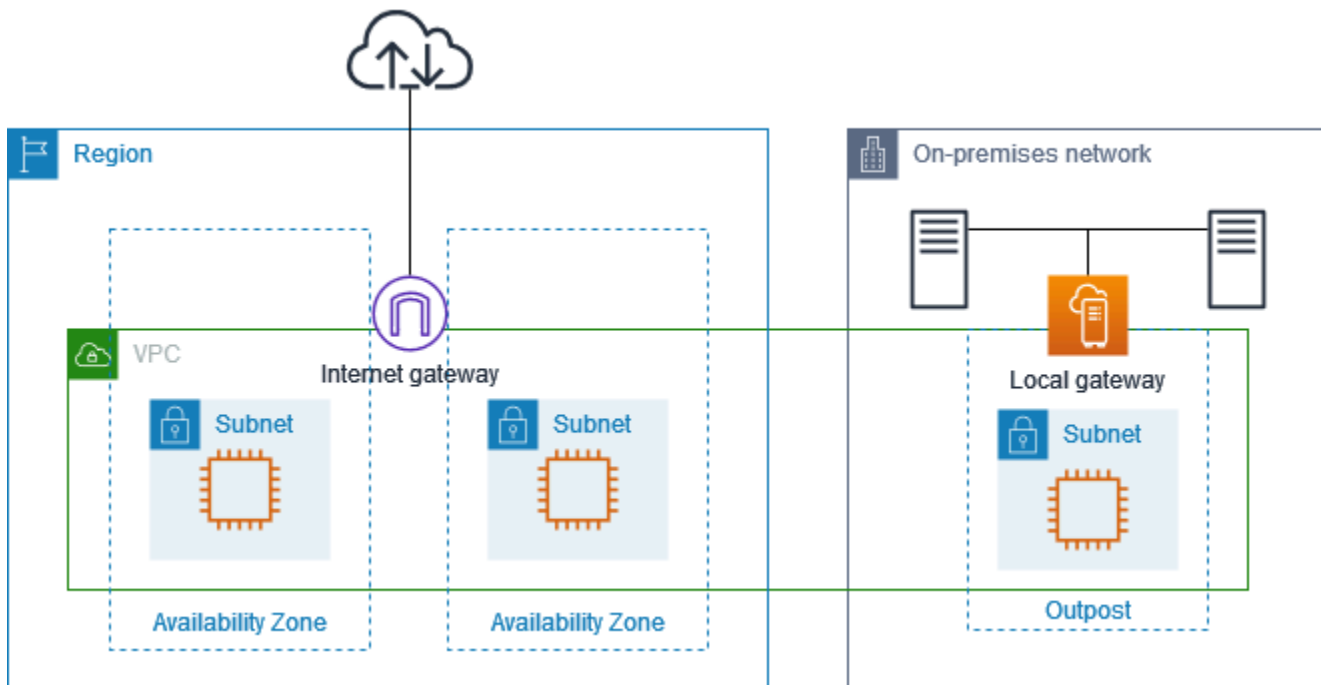 Region
On-premises network
VPC
Internet gateway
Local gateway
Subnet
Subnet
Subnet
Availability Zone
Availability Zone
Outpost